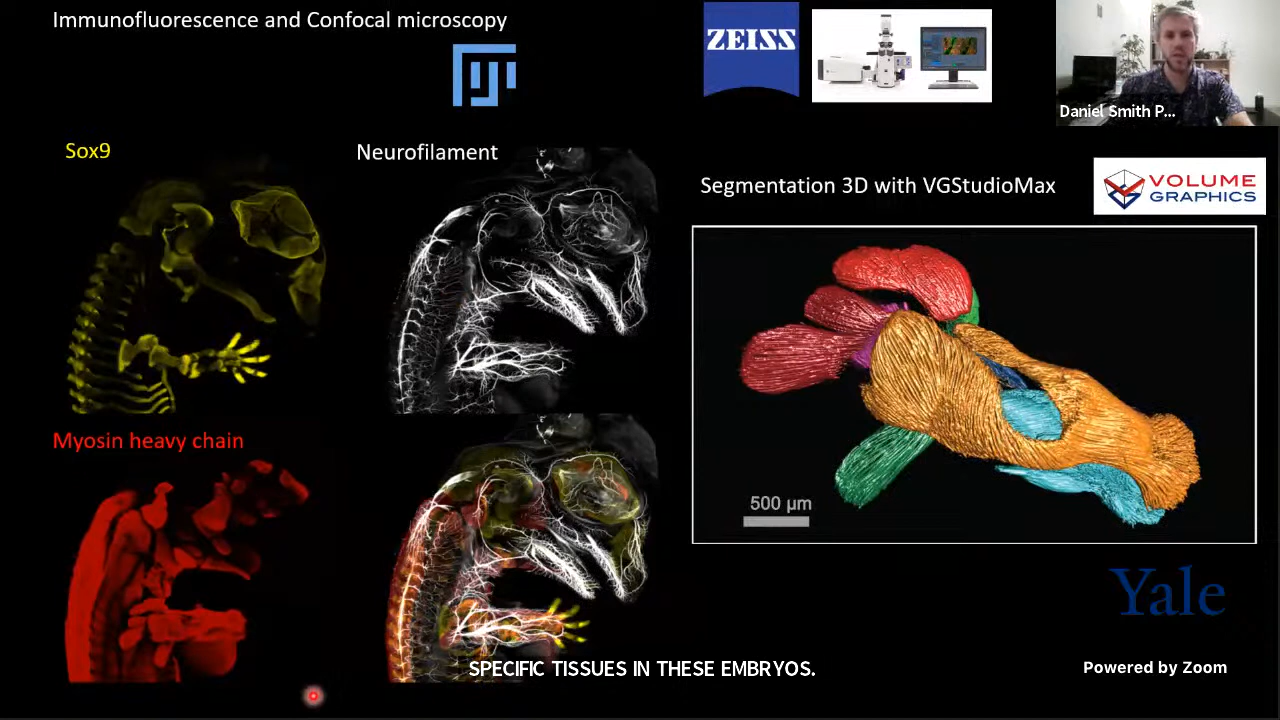 Immunofluorescence and Confocal microscopy
ZEISS
Daniel Smith P...
Sox9
Neurofilament
Segmentation 3D with VGStudioMax
VOLUME
GRAPHICS
Myosin heavy chain
500 µm
Yale
SPECIFIC TISSUES IN THESE EMBRYOS.
Powered by Zoom